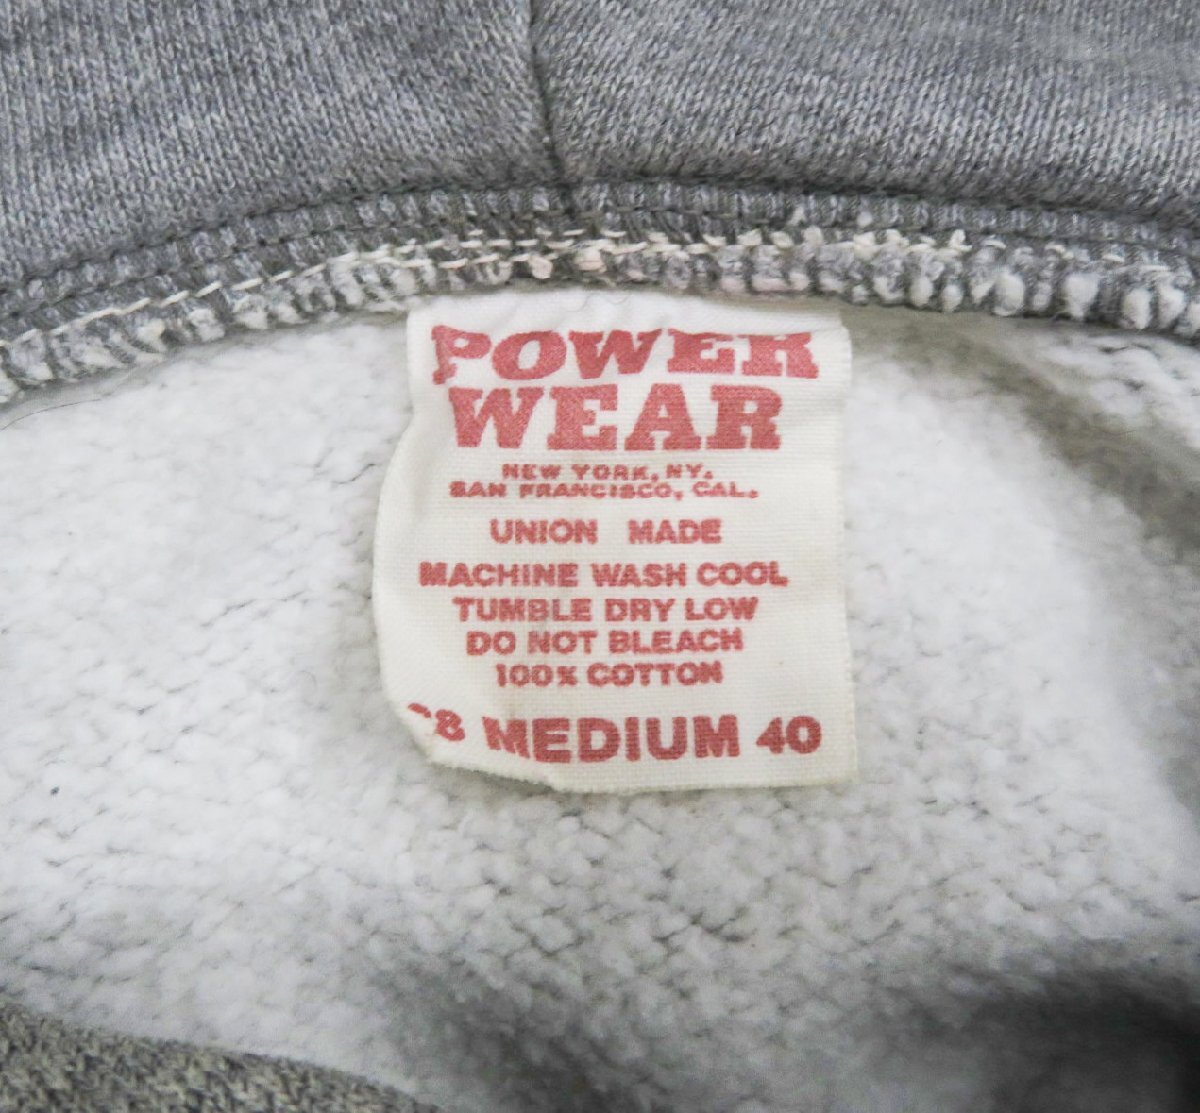 POWER
WEAR
NEW YORK, NY.
SAN FRANCISCO, CAL.
UNION MADE
MACHINE WASH COOL
TUMBLE DRY LOW
DO NOT BLEACH
100% COTTON
MEDIUM 40